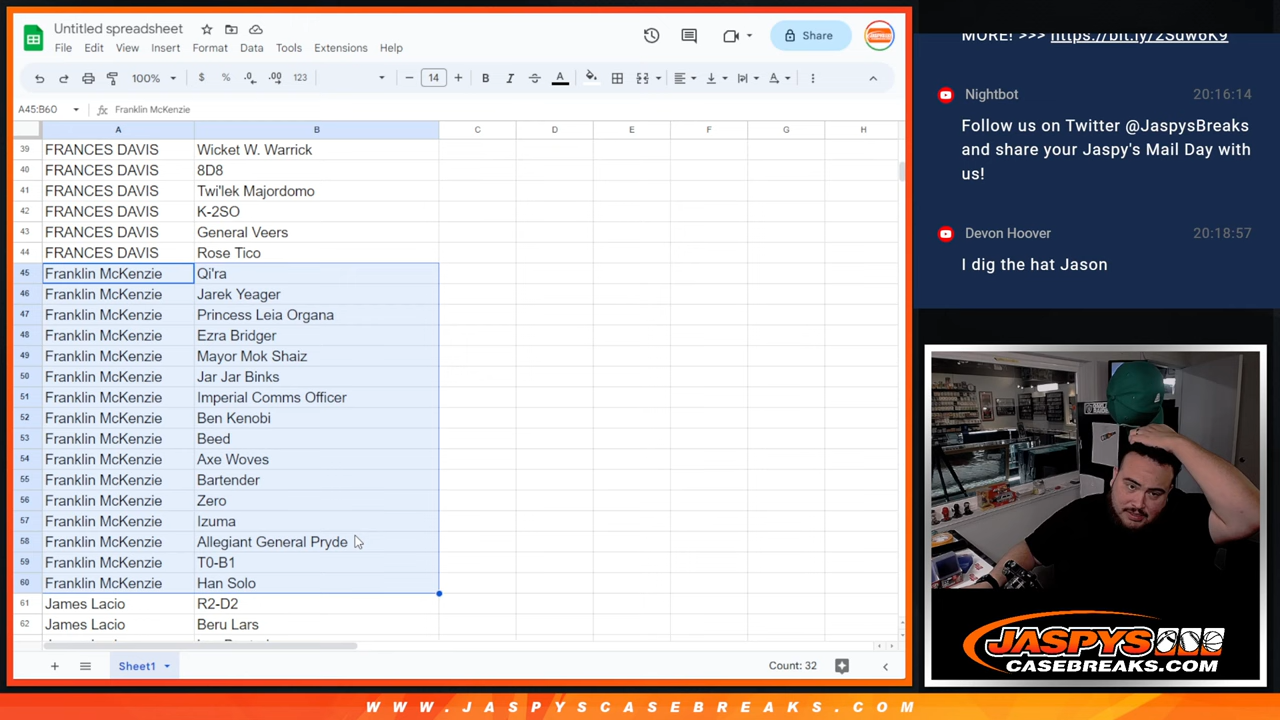 Untitled spreadsheet
File Edit View Insert Format Data Tools Extensions Help
Share
100% $ % .0 .00 123 14 B I A
A45:B60 fx Franklin McKenzie
A B C D E F G H
39 FRANCES DAVIS Wicket W. Warrick
40 FRANCES DAVIS 8D8
41 FRANCES DAVIS Twi'lek Majordomo
42 FRANCES DAVIS K-2SO
43 FRANCES DAVIS General Veers
44 FRANCES DAVIS Rose Tico
45 Franklin McKenzie Qi'ra
46 Franklin McKenzie Jarek Yeager
47 Franklin McKenzie Princess Leia Organa
48 Franklin McKenzie Ezra Bridger
49 Franklin McKenzie Mayor Mok Shaiz
50 Franklin McKenzie Jar Jar Binks
51 Franklin McKenzie Imperial Comms Officer
52 Franklin McKenzie Ben Kenobi
53 Franklin McKenzie Beed
54 Franklin McKenzie Axe Woves
55 Franklin McKenzie Bartender
56 Franklin McKenzie Zero
57 Franklin McKenzie Izuma
58 Franklin McKenzie Allegiant General Pryde
59 Franklin McKenzie T0-B1
60 Franklin McKenzie Han Solo
61 James Lacio R2-D2
62 James Lacio Beru Lars
Sheet1 Count: 32
MORE! >>> https://bit.ly/2Sdw6K9
Nightbot 20:16:14
Follow us on Twitter @JaspysBreaks
and share your Jaspy's Mail Day with
us!
Devon Hoover 20:18:57
I dig the hat Jason
JASPYS
CASEBREAKS.COM
WWW.JASPYSCASEBREAKS.COM